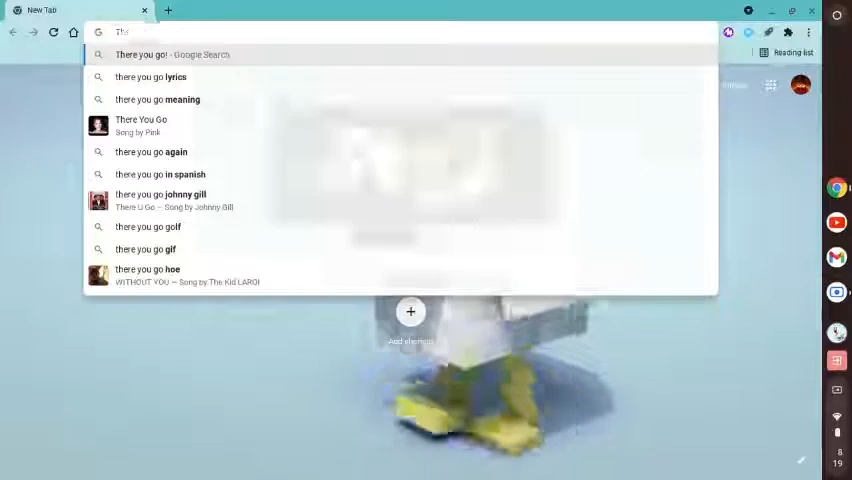 New Tab
The
Reading list
There you go! - Google Search
there you go lyrics
there you go meaning
There You Go
Song by Pink
there you go again
there you go in spanish
there you go johnny gill
There U Go — Song by Johnny Gill
there you go golf
there you go gif
there you go hoe
WITHOUT YOU — Song by The Kid LAROI
Add shortcut
8
19